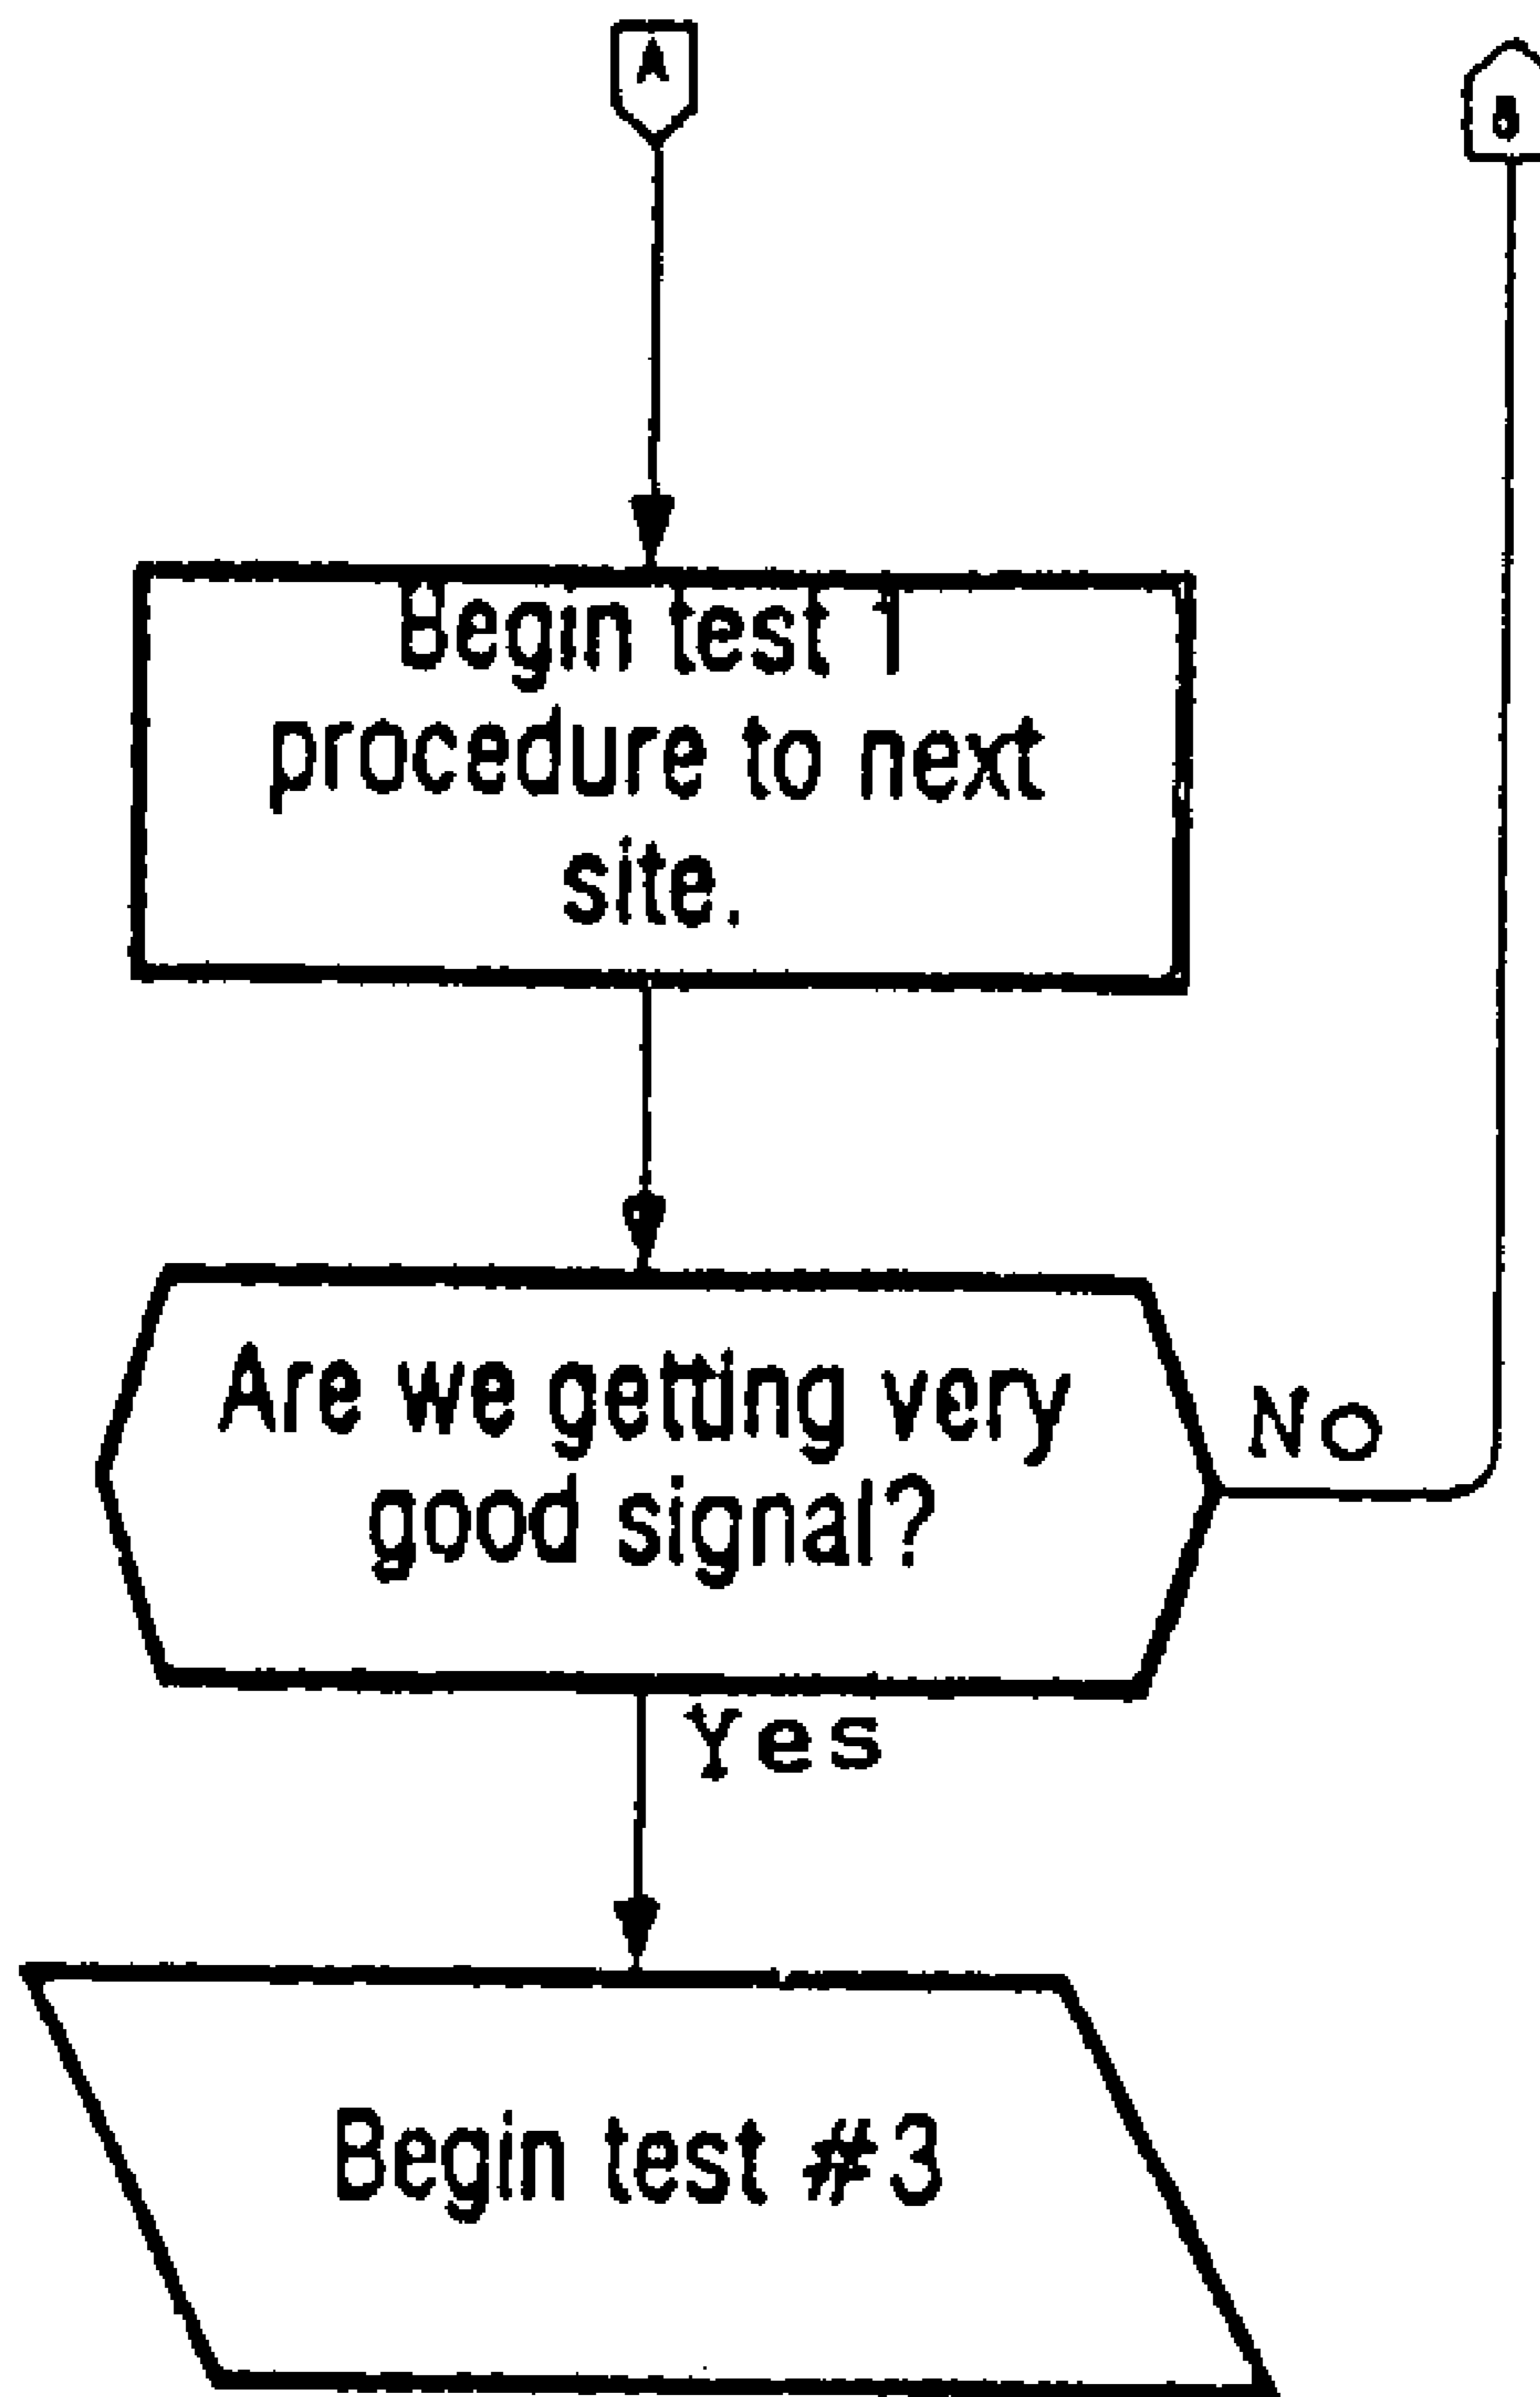 A
B
Begin test 1
procedure to next
site.
Are we getting very
good signal?
No
Yes
Begin test #3